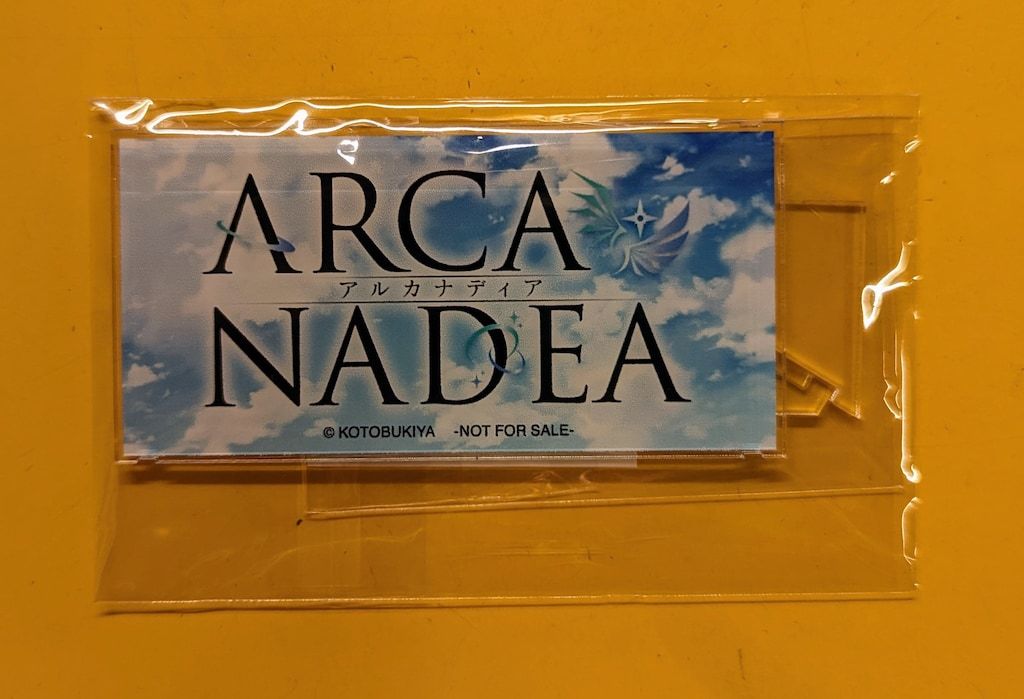 ARCA
アルカナディア
NADEA
© KOTOBUKIYA -NOT FOR SALE-